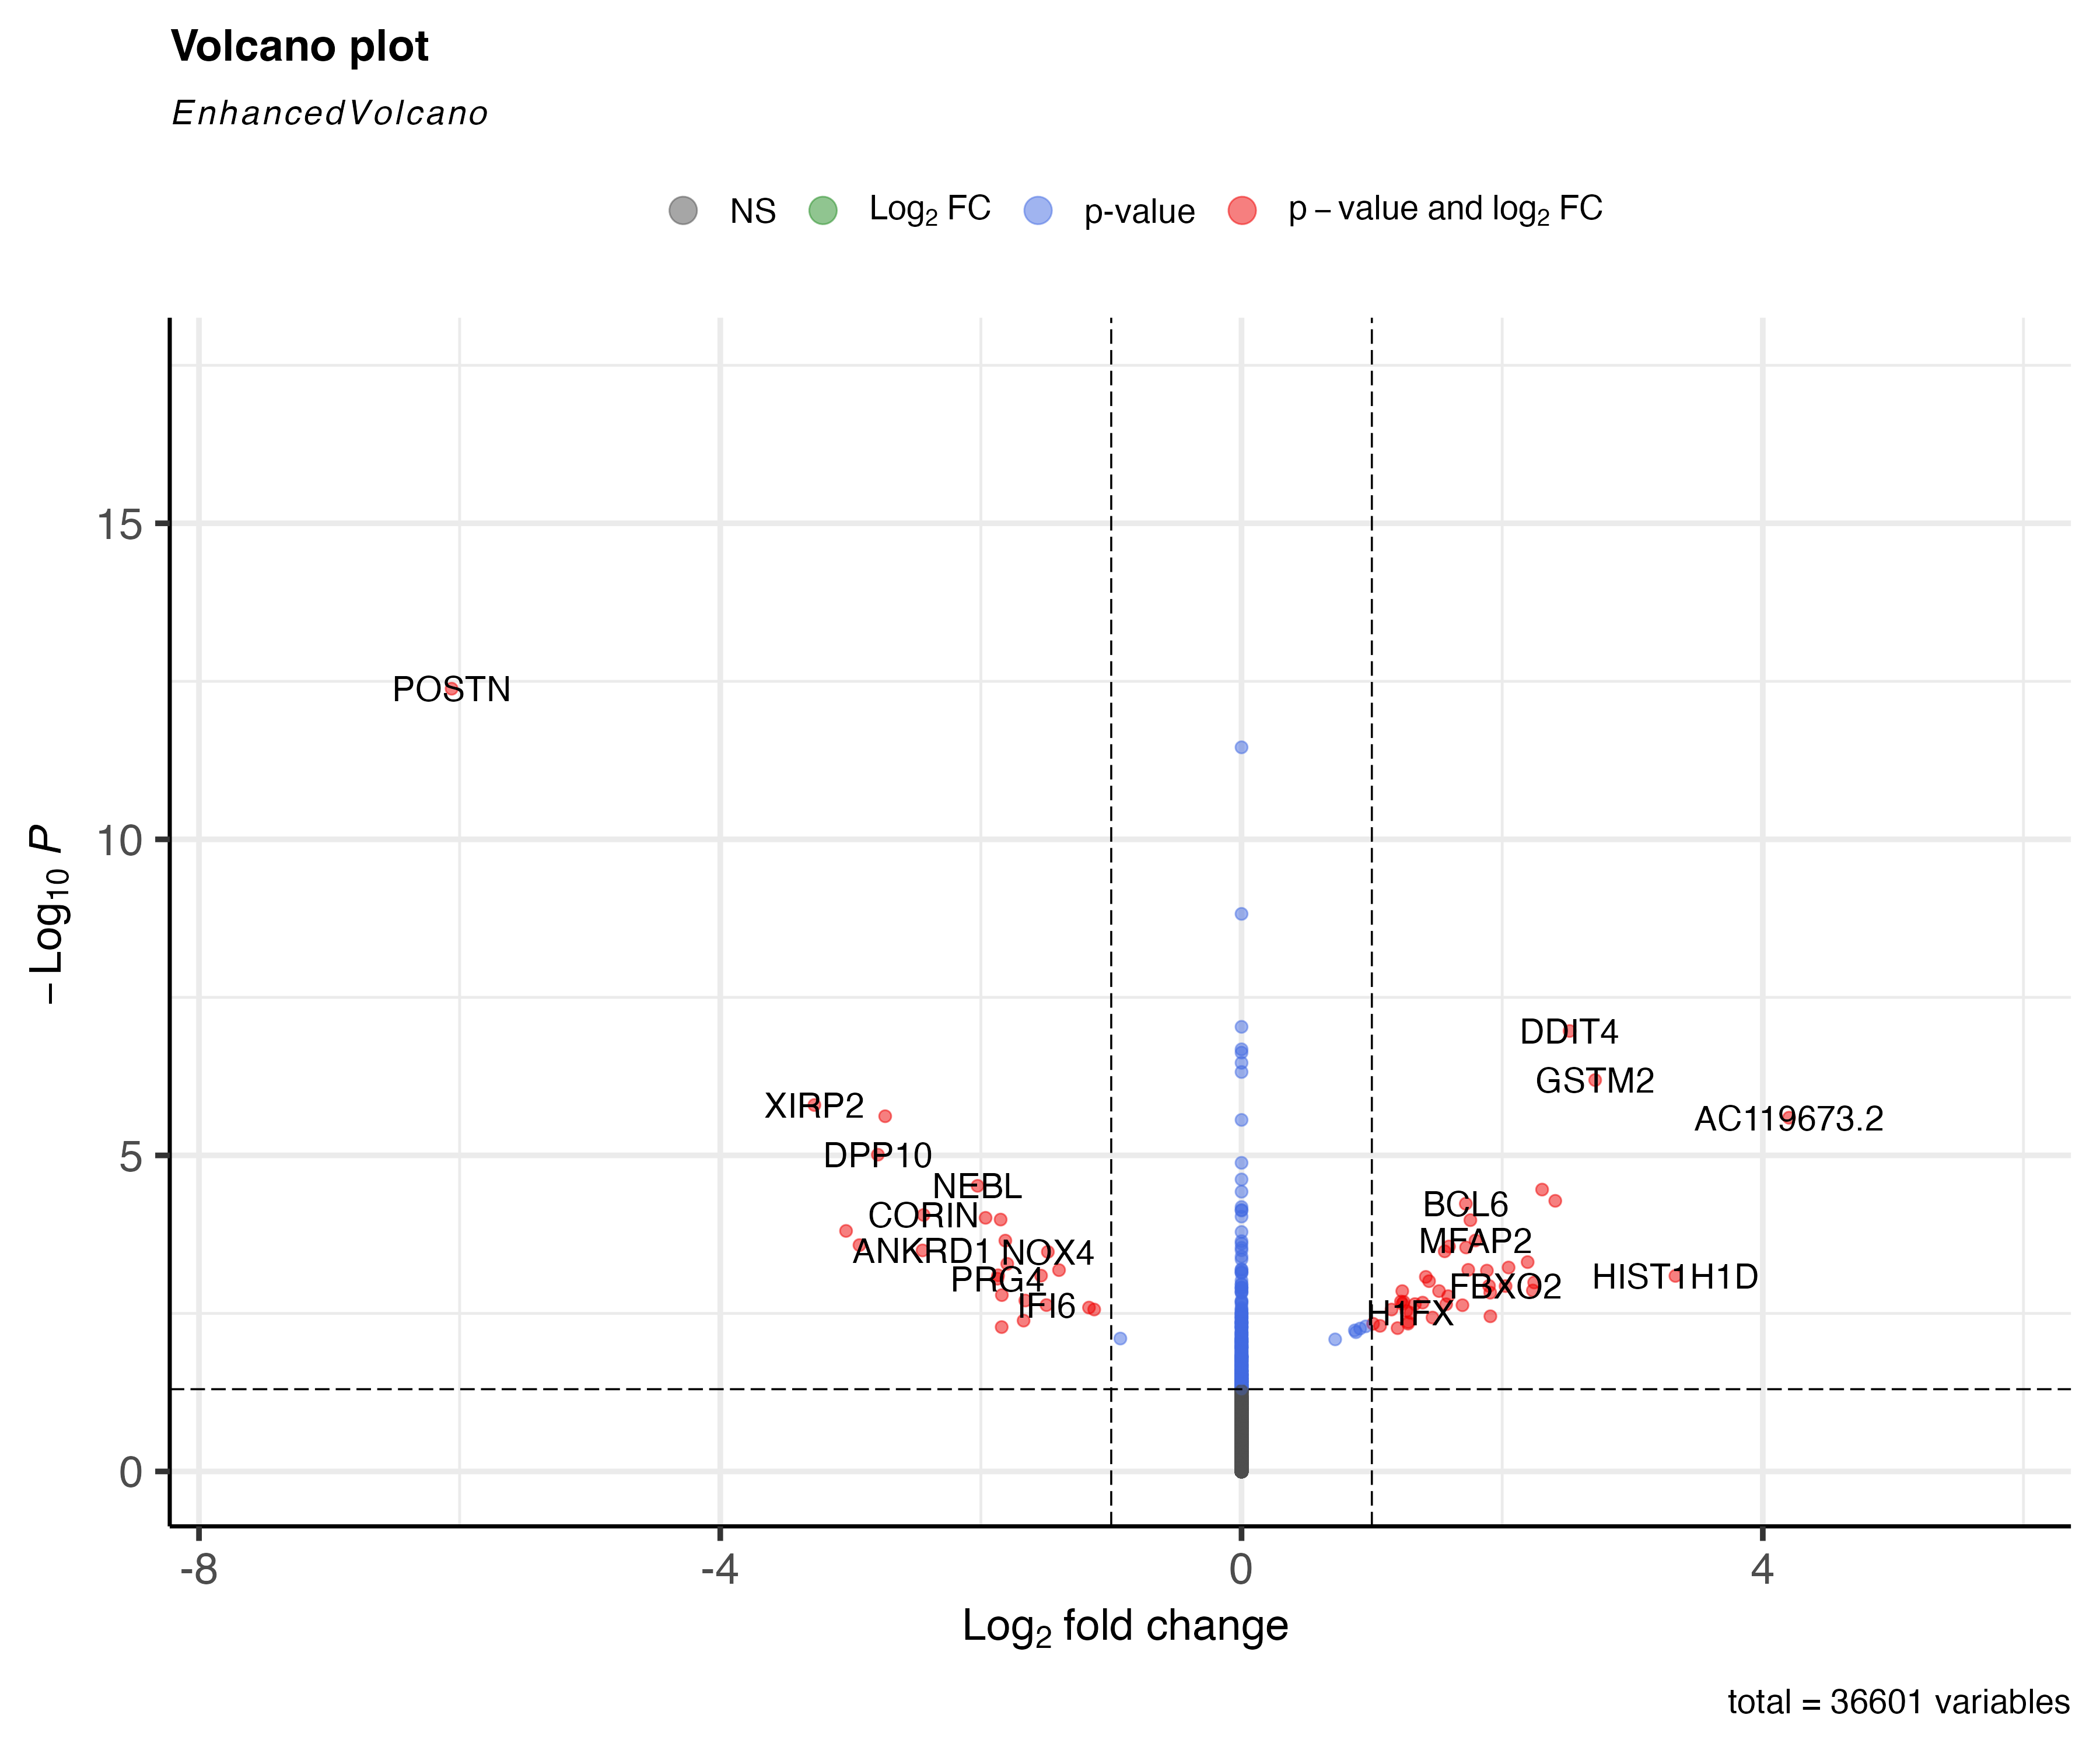 Volcano plot
EnhancedVolcano
NS Log2 FC p-value p – value and log2 FC
15
POSTN
10
– Log10 P
DDIT4
GSTM2
XIRP2
AC119673.2
5
DPP10
NEBL
BCL6
CORIN
MFAP2
ANKRD1 NOX4
HIST1H1D
PRG4
FBXO2
IFI6
H1FX
0
-8 -4 0 4
Log2 fold change
total = 36601 variables